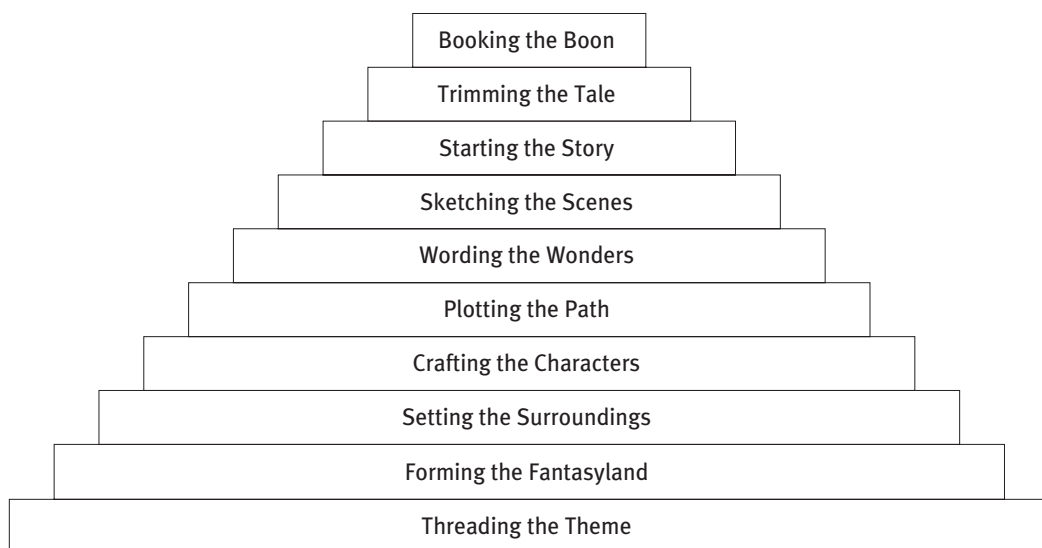 Booking the Boon
Trimming the Tale
Starting the Story
Sketching the Scenes
Wording the Wonders
Plotting the Path
Crafting the Characters
Setting the Surroundings
Forming the Fantasyland
Threading the Theme